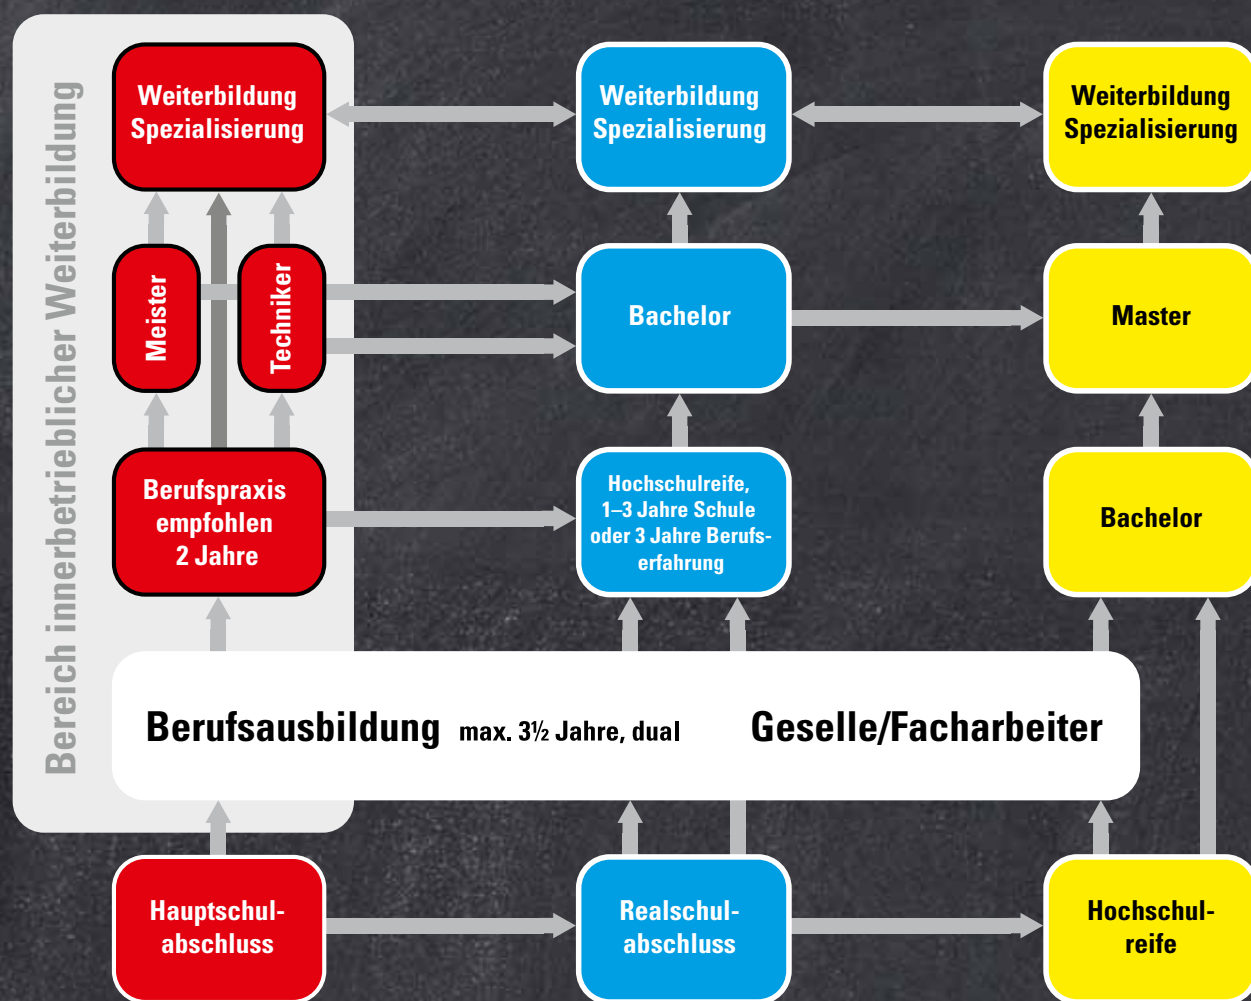 Bereich innerbetrieblicher Weiterbildung
Weiterbildung
Spezialisierung
Weiterbildung
Spezialisierung
Weiterbildung
Spezialisierung
Meister
Techniker
Bachelor
Master
Berufspraxis
empfohlen
2 Jahre
Hochschulreife,
1–3 Jahre Schule
oder 3 Jahre Berufs-
erfahrung
Bachelor
Berufsausbildung max. 3½ Jahre, dual Geselle/Facharbeiter
Hauptschul-
abschluss
Realschul-
abschluss
Hochschul-
reife